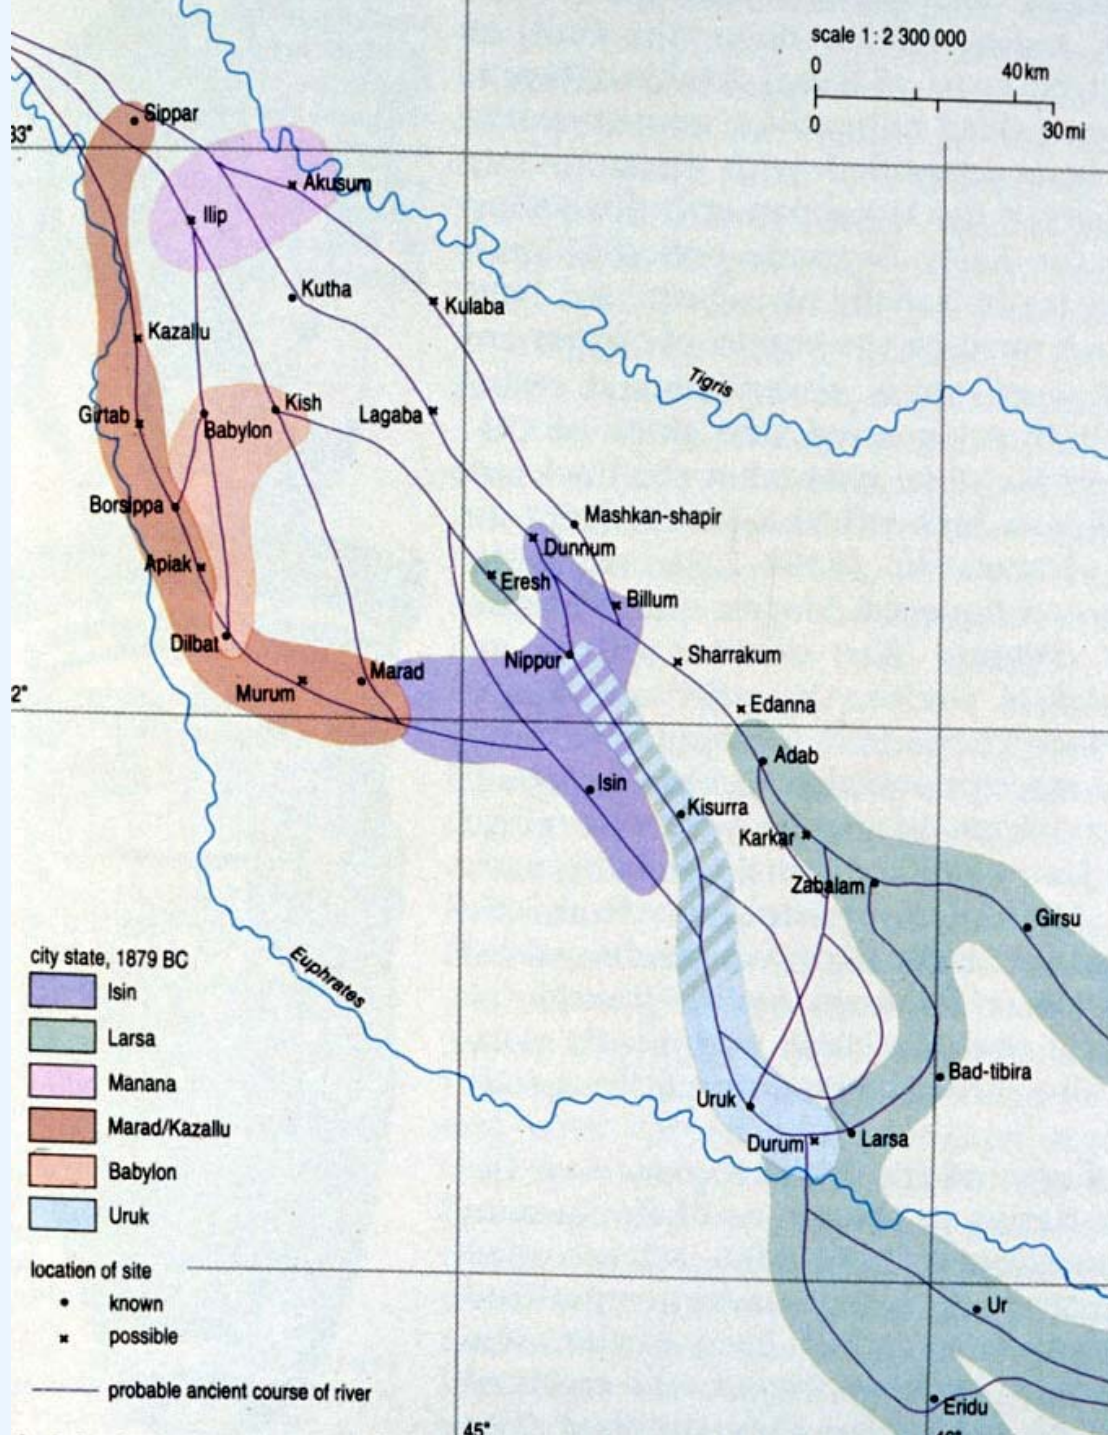 scale 1:2 300 000
0 40 km
0 30 mi
Sippar
33°
Akusum
Ilip
Kutha
Kulaba
Kazallu
Tigris
Kish
Lagaba
Girtab
Babylon
Borsippa
Mashkan-shapir
Dunnum
Apiak
Eresh
Billum
Dilbat
Nippur
Sharrakum
Marad
Murum
2°
Edanna
Adab
Isin
Kisurra
Karkar
Zabalam
Girsu
Euphrates
city state, 1879 BC
Isin
Larsa
Manana
Marad/Kazallu
Babylon
Uruk
Bad-tibira
Uruk
Durum
Larsa
location of site
known
possible
probable ancient course of river
Ur
Eridu
45°